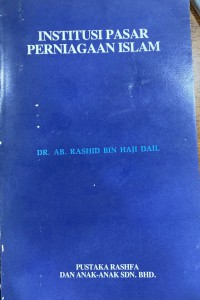 INSTITUSI PASAR
PERNIAGAAN ISLAM
DR. AB. RASHID BIN HAJI DAIL
PUSTAKA RASHFA
DAN ANAK-ANAK SDN. BHD.